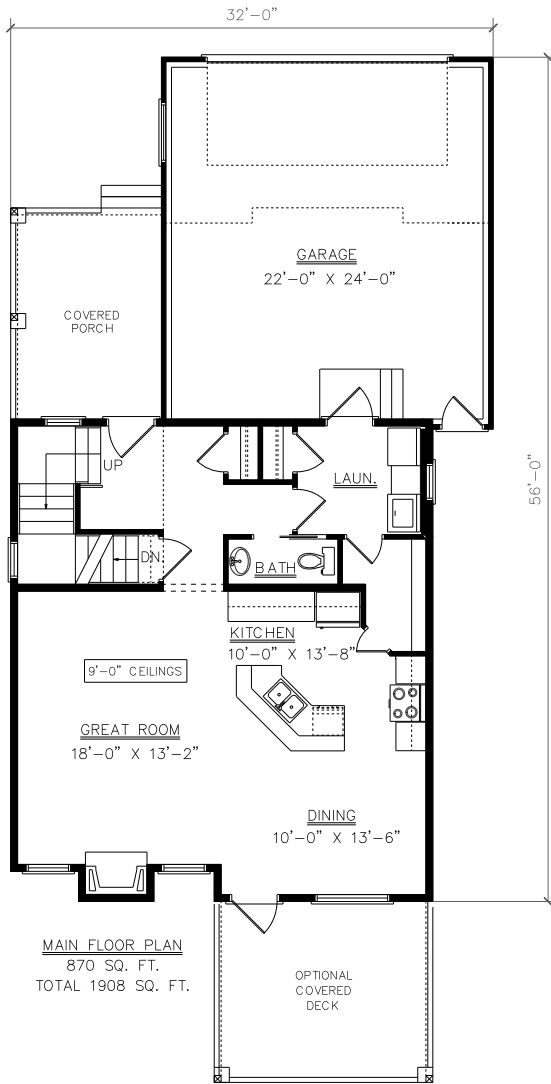 32'-0"
GARAGE
22'-0" X 24'-0"
COVERED
PORCH
UP
LAUN.
56'-0"
DN
BATH
KITCHEN
10'-0" X 13'-8"
9'-0" CEILINGS
GREAT ROOM
18'-0" X 13'-2"
DINING
10'-0" X 13'-6"
MAIN FLOOR PLAN
870 SQ. FT.
TOTAL 1908 SQ. FT.
OPTIONAL
COVERED
DECK